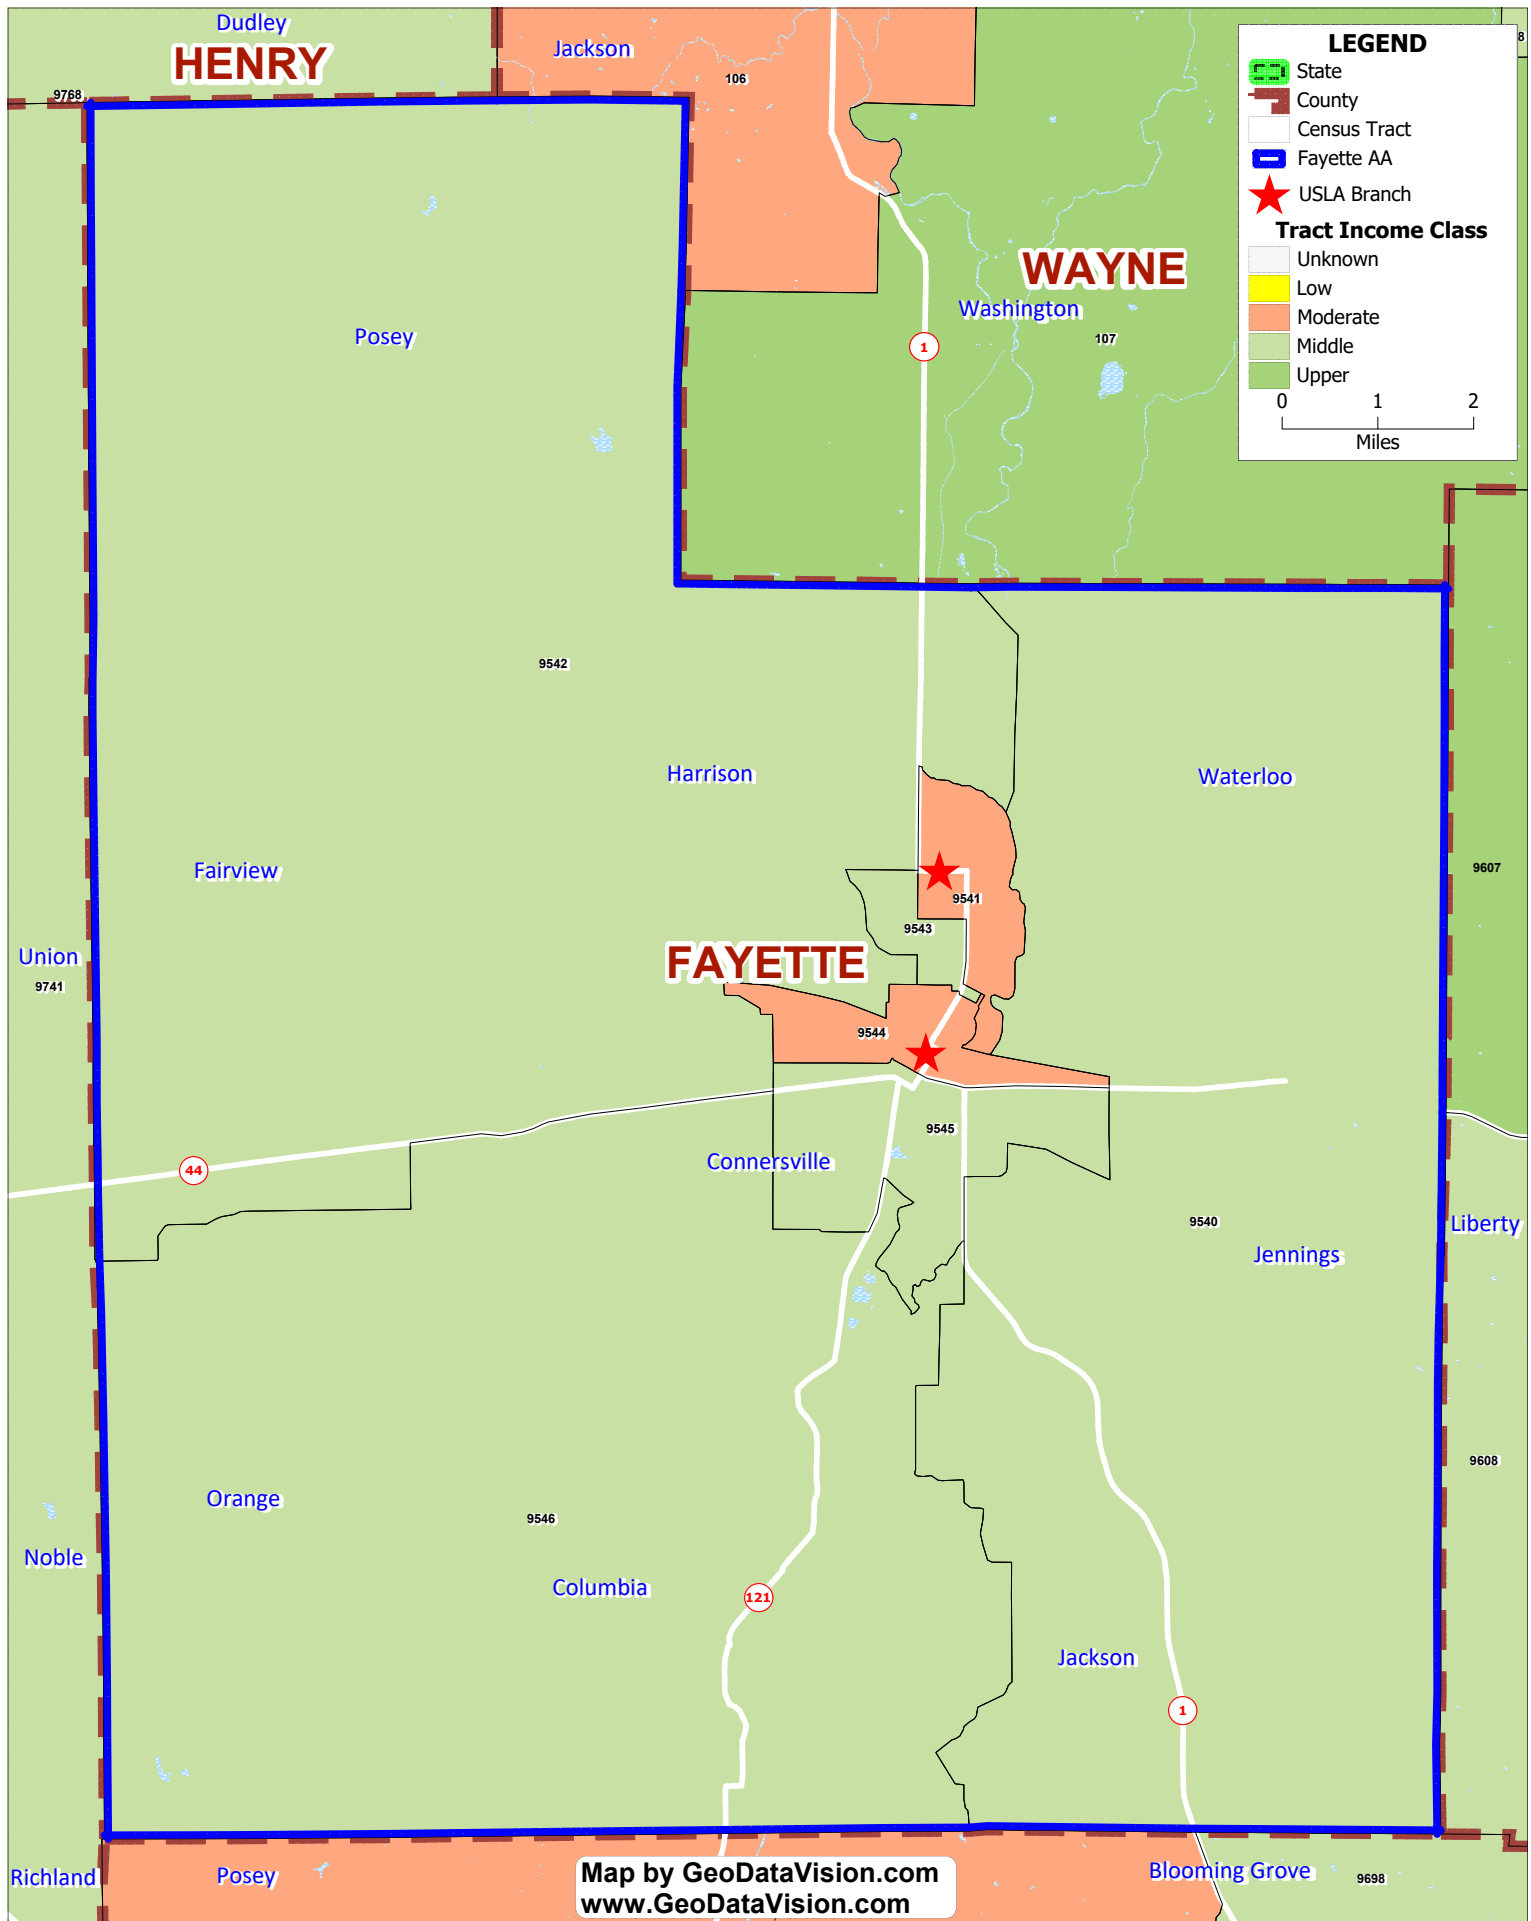 Dudley
HENRY
Jackson
106
9768
8
LEGEND
State
County
Census Tract
Fayette AA
USLA Branch
Tract Income Class
Unknown
Low
Moderate
Middle
Upper
0 1 2
Miles
WAYNE
Washington
107
1
Posey
9542
Harrison
Waterloo
Fairview
9607
9541
9543
Union
9741
FAYETTE
9544
9545
Connersville
44
9540
Liberty
Jennings
9608
Orange
9546
Noble
Columbia
121
Jackson
1
Richland
Posey
Map by GeoDataVision.com
www.GeoDataVision.com
Blooming Grove
9698